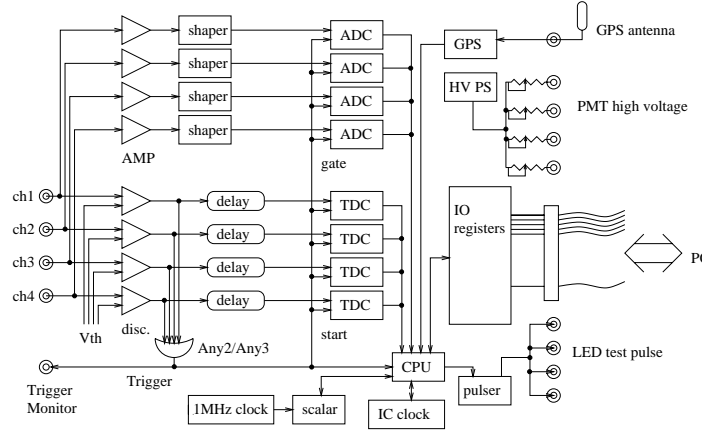 shaper
ADC
GPS
GPS antenna
shaper
ADC
HV PS
shaper
ADC
PMT high voltage
shaper
ADC
AMP
gate
ch1
delay
TDC
IO
registers
ch2
delay
TDC
ch3
delay
TDC
PC
ch4
delay
TDC
Vth
disc.
start
Any2/Any3
LED test pulse
CPU
Trigger
Monitor
Trigger
pulser
1MHz clock
scalar
IC clock